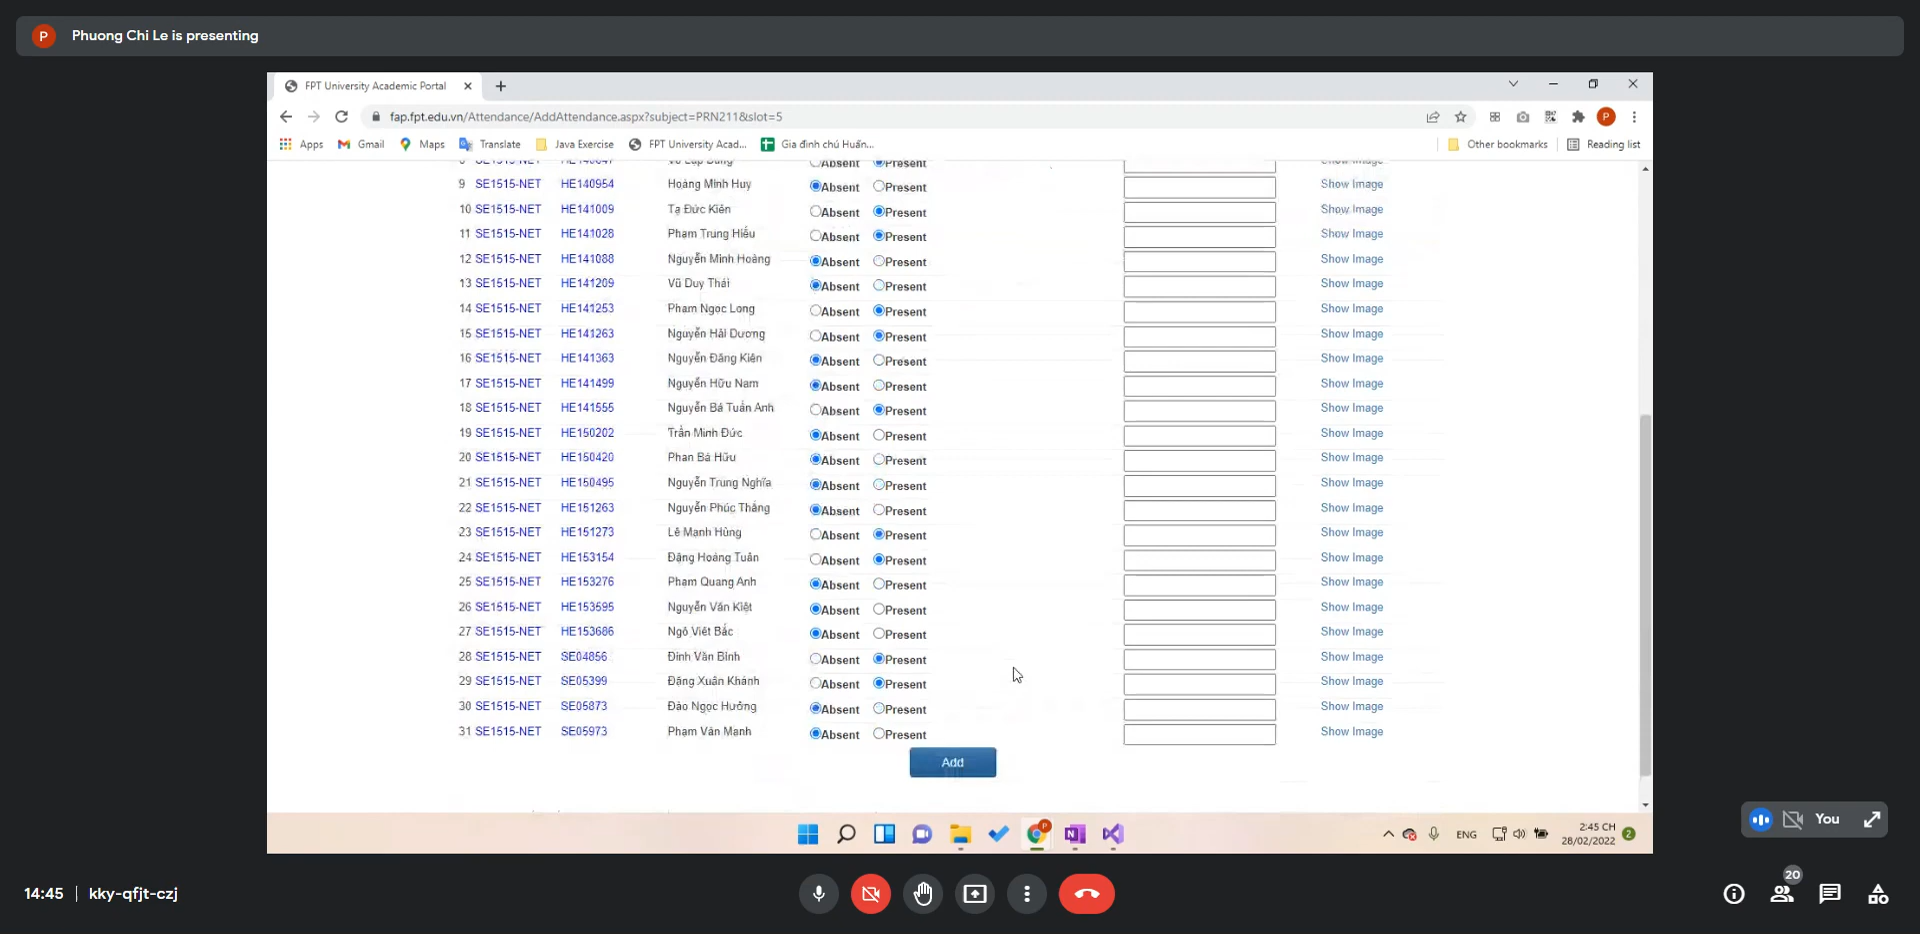 P Phuong Chi Le is presenting
FPT University Academic Portal
fap.fpt.edu.vn/Attendance/AddAttendance.aspx?subject=PRN211&slot=5
P
Apps Gmail Maps Translate Java Exercise FPT University Acad... Gia đình chú Huấn... Other bookmarks Reading list
Absent Present Show Image
9 SE1515-NET HE140954 Hoàng Minh Huy Absent Present Show Image
10 SE1515-NET HE141009 Tạ Đức Kiên Absent Present Show Image
11 SE1515-NET HE141028 Phạm Trung Hiếu Absent Present Show Image
12 SE1515-NET HE141088 Nguyễn Minh Hoàng Absent Present Show Image
13 SE1515-NET HE141209 Vũ Duy Thái Absent Present Show Image
14 SE1515-NET HE141253 Phạm Ngọc Long Absent Present Show Image
15 SE1515-NET HE141263 Nguyễn Hải Dương Absent Present Show Image
16 SE1515-NET HE141363 Nguyễn Đăng Kiên Absent Present Show Image
17 SE1515-NET HE141499 Nguyễn Hữu Nam Absent Present Show Image
18 SE1515-NET HE141555 Nguyễn Bá Tuấn Anh Absent Present Show Image
19 SE1515-NET HE150202 Trần Minh Đức Absent Present Show Image
20 SE1515-NET HE150420 Phan Bá Hữu Absent Present Show Image
21 SE1515-NET HE150495 Nguyễn Trung Nghĩa Absent Present Show Image
22 SE1515-NET HE151263 Nguyễn Phúc Thắng Absent Present Show Image
23 SE1515-NET HE151273 Lê Mạnh Hùng Absent Present Show Image
24 SE1515-NET HE153154 Đặng Hoàng Tuân Absent Present Show Image
25 SE1515-NET HE153276 Phạm Quang Anh Absent Present Show Image
26 SE1515-NET HE153595 Nguyễn Văn Kiệt Absent Present Show Image
27 SE1515-NET HE153686 Ngô Việt Bắc Absent Present Show Image
28 SE1515-NET SE04856 Đinh Văn Bình Absent Present Show Image
29 SE1515-NET SE05399 Đặng Xuân Khánh Absent Present Show Image
30 SE1515-NET SE05873 Đào Ngọc Hưởng Absent Present Show Image
31 SE1515-NET SE05973 Phạm Văn Mạnh Absent Present Show Image
Add
ENG 2:45 CH
28/02/2022 2
You
14:45 | kky-qfjt-czj
20